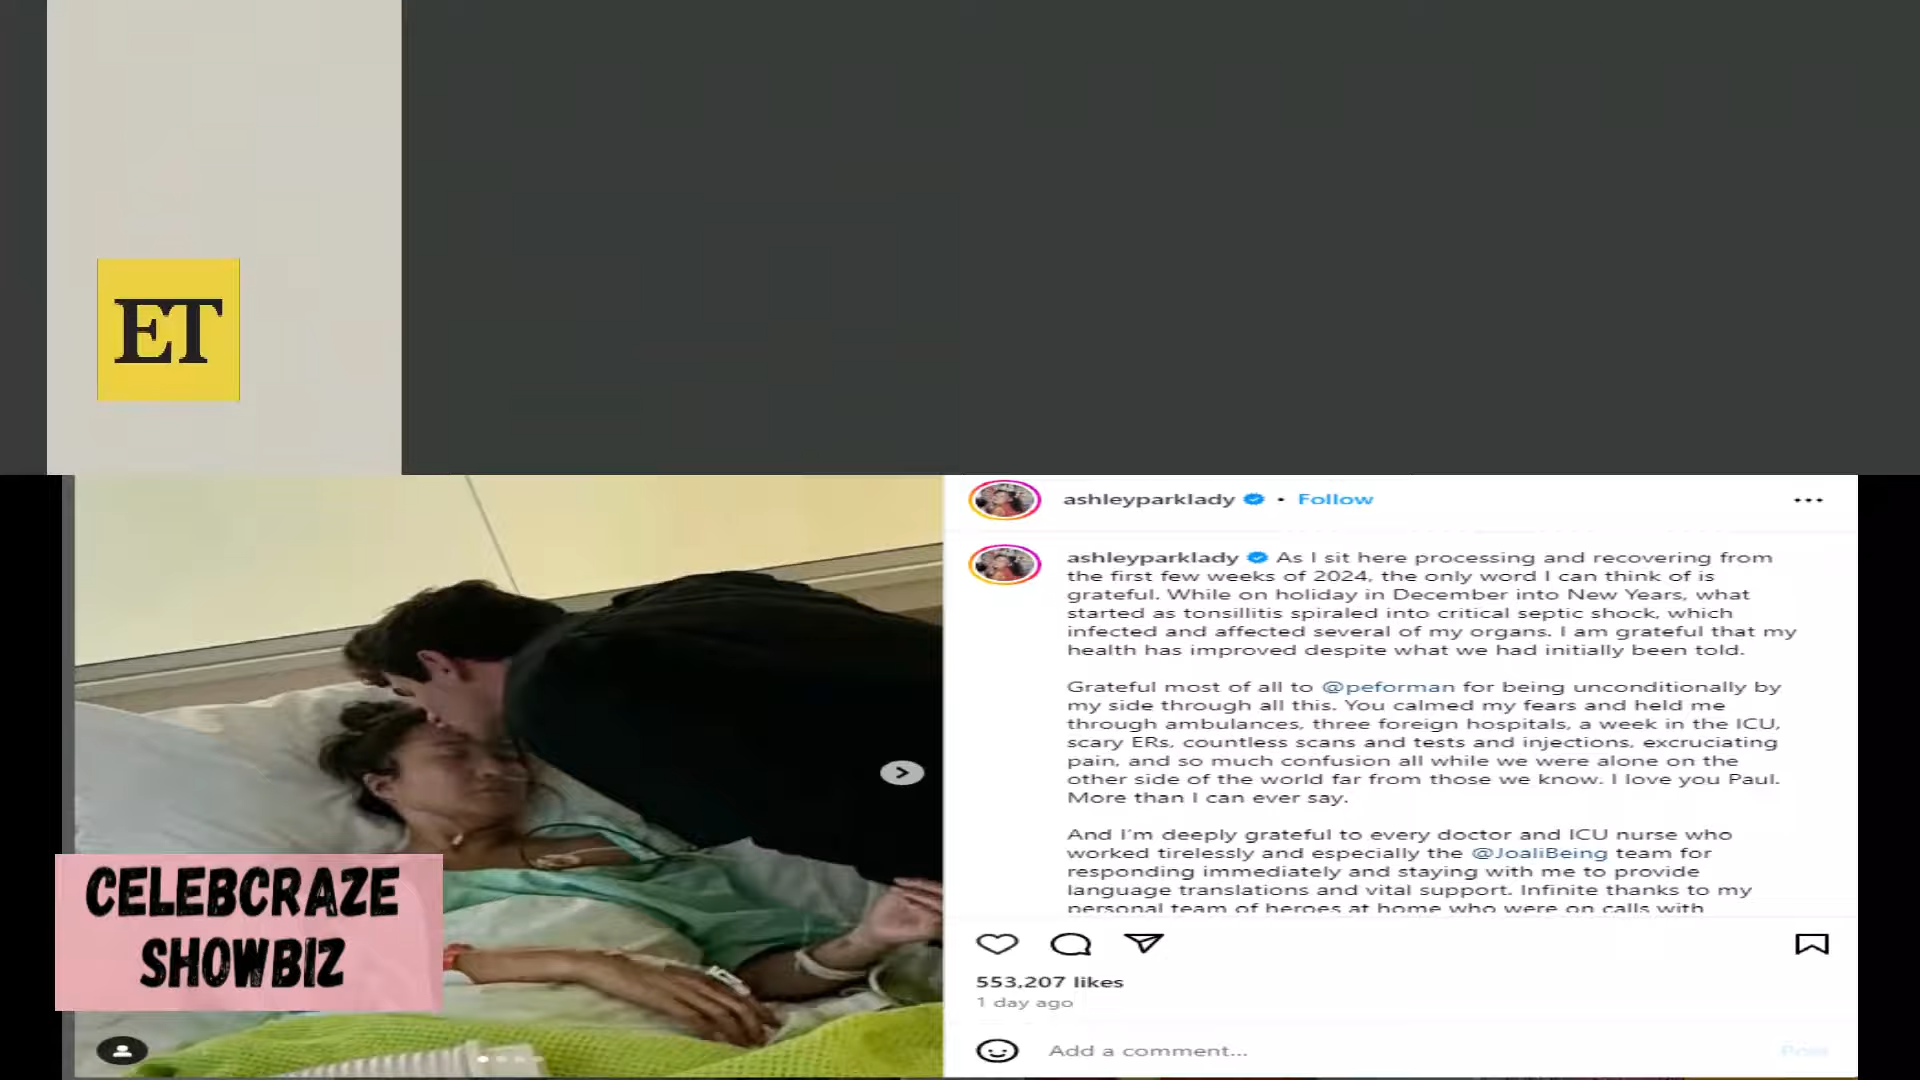 ET
ashleyparklady • Follow
ashleyparklady As I sit here processing and recovering from
the first few weeks of 2024, the only word I can think of is
grateful. While on holiday in December into New Years, what
started as tonsillitis spiraled into critical septic shock, which
infected and affected several of my organs. I am grateful that my
health has improved despite what we had initially been told.
Grateful most of all to @peforman for being unconditionally by
my side through all this. You calmed my fears and held me
through ambulances, three foreign hospitals, a week in the ICU,
scary ERs, countless scans and tests and injections, excruciating
pain, and so much confusion all while we were alone on the
other side of the world far from those we know. I love you Paul.
More than I can ever say.
And I'm deeply grateful to every doctor and ICU nurse who
worked tirelessly and especially the @JoaliBeing team for
responding immediately and staying with me to provide
language translations and vital support. Infinite thanks to my
personal team of heroes at home who were on calls with
553,207 likes
1 day ago
Add a comment...
Post
CELEBCRAZE
SHOWBIZ